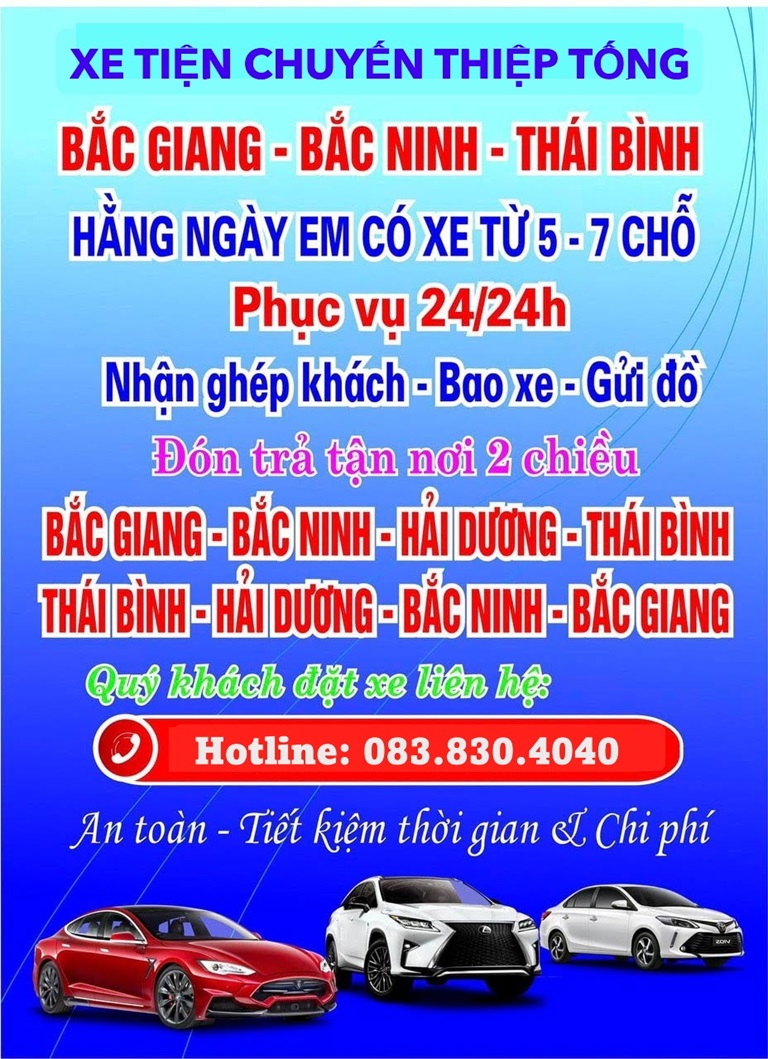 XE TIỆN CHUYẾN THIỆP TỐNG
BẮC GIANG - BẮC NINH - THÁI BÌNH
HẰNG NGÀY EM CÓ XE TỪ 5 - 7 CHỖ
Phục vụ 24/24h
Nhận ghép khách - Bao xe - Gửi đồ
Đón trả tận nơi 2 chiều
BẮC GIANG - BẮC NINH - HẢI DƯƠNG - THÁI BÌNH
THÁI BÌNH - HẢI DƯƠNG - BẮC NINH - BẮC GIANG
Quý khách đặt xe liên hệ:
Hotline: 083.830.4040
An toàn - Tiết kiệm thời gian & Chi phí